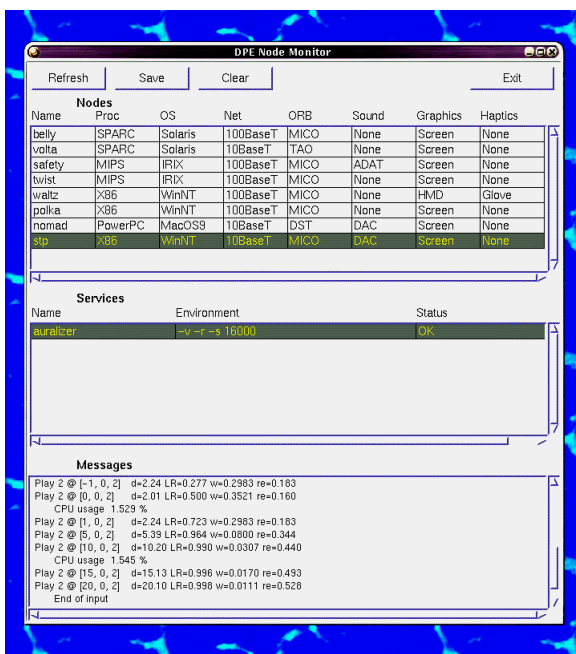 DPE Node Monitor
Refresh Save Clear Exit
Nodes
Name Proc OS Net ORB Sound Graphics Haptics
belly SPARC Solaris 100BaseT MICO None Screen None
volta SPARC Solaris 10BaseT TAO None Screen None
safety MIPS IRIX 100BaseT MICO ADAT Screen None
twist MIPS IRIX 100BaseT MICO None Screen None
waltz X86 WinNT 100BaseT MICO None HMD Glove
polka X86 WinNT 100BaseT MICO None Screen None
nomad PowerPC MacOS9 10BaseT DST DAC Screen None
stp X86 WinNT 10BaseT MICO DAC Screen None
Services
Name Environment Status
auralizer -v -r -s 16000 OK
Messages
Play 2 @ [-1, 0, 2] d=2.24 LR=0.277 w=0.2983 re=0.183
Play 2 @ [0, 0, 2] d=2.01 LR=0.500 w=0.3521 re=0.160
CPU usage 1.529 %
Play 2 @ [1, 0, 2] d=2.24 LR=0.723 w=0.2983 re=0.183
Play 2 @ [5, 0, 2] d=5.39 LR=0.964 w=0.0800 re=0.344
Play 2 @ [10, 0, 2] d=10.20 LR=0.990 w=0.0307 re=0.440
CPU usage 1.545 %
Play 2 @ [15, 0, 2] d=15.13 LR=0.996 w=0.0170 re=0.493
Play 2 @ [20, 0, 2] d=20.10 LR=0.998 w=0.0111 re=0.528
End of input